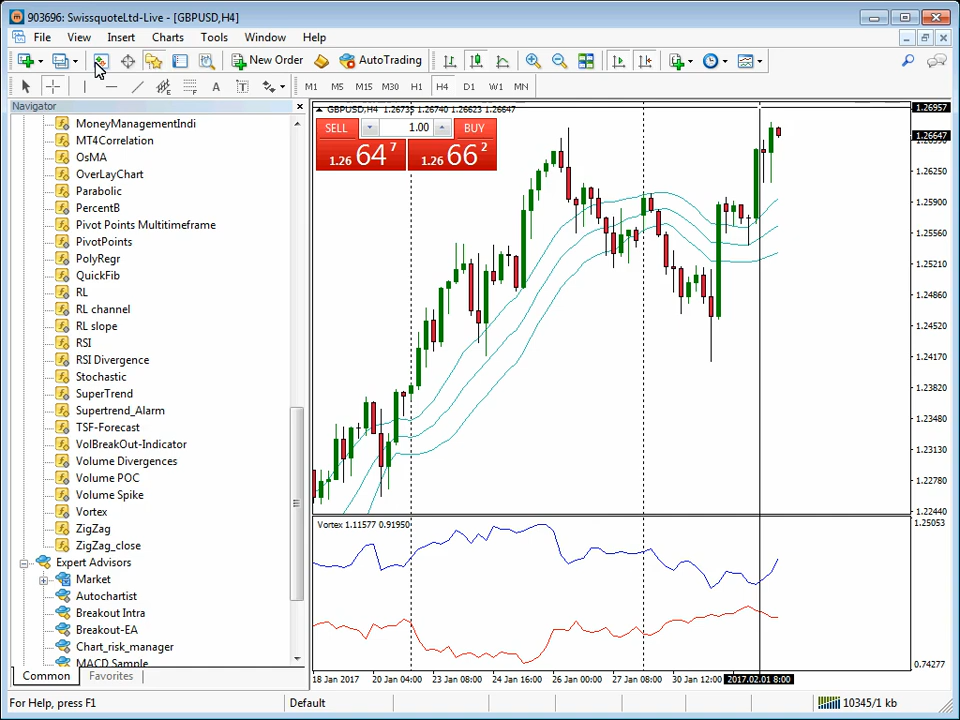 903696: SwissquoteLtd-Live - [GBPUSD,H4]
File View Insert Charts Tools Window Help
New Order AutoTrading
A T M1 M5 M15 M30 H1 H4 D1 W1 MN
Navigator
MoneyManagementIndi
MT4Correlation
OsMA
OverLayChart
Parabolic
PercentB
Pivot Points Multitimeframe
PivotPoints
PolyRegr
QuickFib
RL
RL channel
RL slope
RSI
RSI Divergence
Stochastic
SuperTrend
Supertrend_Alarm
TSF-Forecast
VolBreakOut-Indicator
Volume Divergences
Volume POC
Volume Spike
Vortex
ZigZag
ZigZag_close
Expert Advisors
Market
Autochartist
Breakout Intra
Breakout-EA
Chart_risk_manager
MACD Sample
Common Favorites
GBPUSD,H4 1.26735 1.26740 1.26623 1.26647
SELL 1.00 BUY
1.26 64 7 1.26 66 2
1.26957
1.26647
1.26250
1.25900
1.25560
1.25210
1.24860
1.24520
1.24170
1.23820
1.23480
1.23130
1.22780
1.22440
Vortex 1.11577 0.91950
1.25053
0.74277
18 Jan 2017 20 Jan 04:00 23 Jan 08:00 24 Jan 16:00 26 Jan 00:00 27 Jan 08:00 30 Jan 12:00 2017.02.01 8:00
For Help, press F1 Default 10345/1 kb